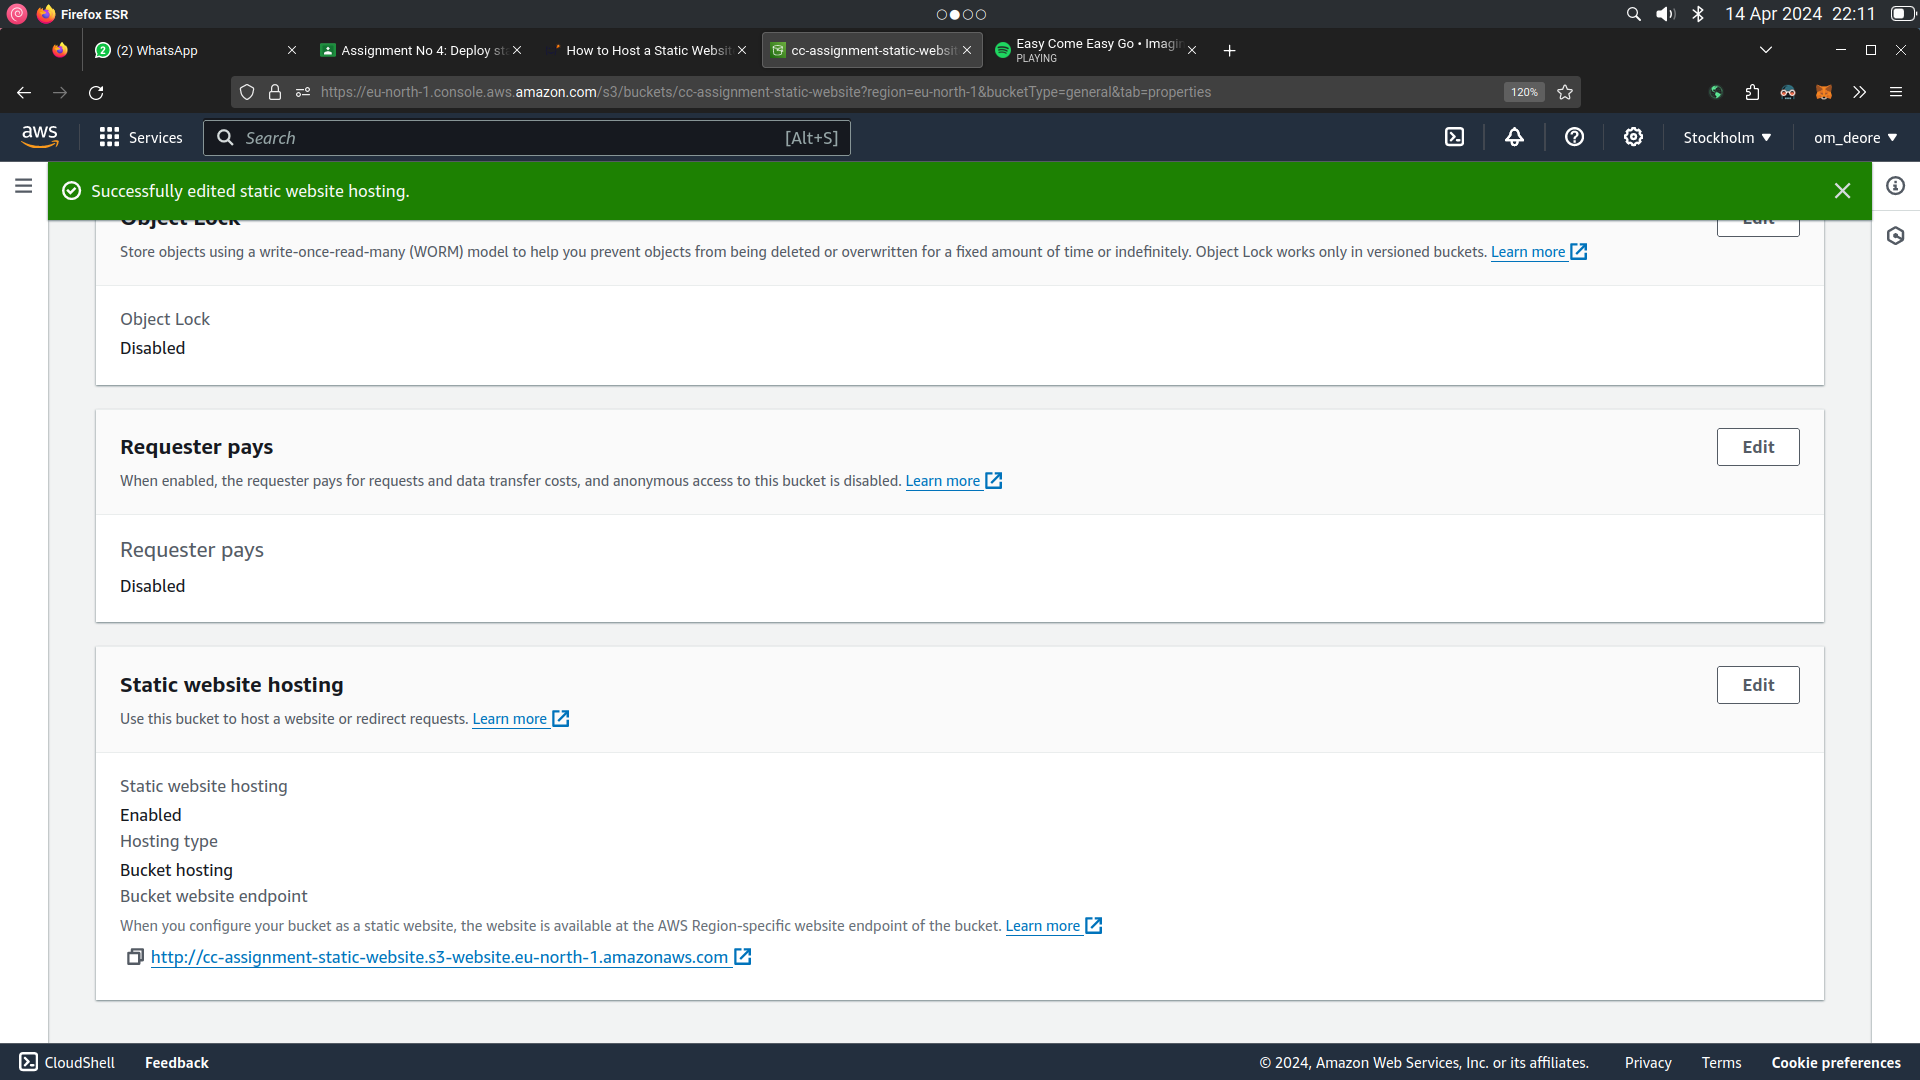 Firefox ESR
14 Apr 2024 22:11
(2) WhatsApp
Assignment No 4: Deploy st
How to Host a Static Websit
cc-assignment-static-websit
Easy Come Easy Go • Imagin
PLAYING
https://eu-north-1.console.aws.amazon.com/s3/buckets/cc-assignment-static-website?region=eu-north-1&bucketType=general&tab=properties
120%
aws
Services
Search
[Alt+S]
Stockholm
om_deore
Successfully edited static website hosting.
Object Lock
Edit
Store objects using a write-once-read-many (WORM) model to help you prevent objects from being deleted or overwritten for a fixed amount of time or indefinitely. Object Lock works only in versioned buckets. Learn more
Object Lock
Disabled
Requester pays
Edit
When enabled, the requester pays for requests and data transfer costs, and anonymous access to this bucket is disabled. Learn more
Requester pays
Disabled
Static website hosting
Edit
Use this bucket to host a website or redirect requests. Learn more
Static website hosting
Enabled
Hosting type
Bucket hosting
Bucket website endpoint
When you configure your bucket as a static website, the website is available at the AWS Region-specific website endpoint of the bucket. Learn more
http://cc-assignment-static-website.s3-website.eu-north-1.amazonaws.com
CloudShell
Feedback
© 2024, Amazon Web Services, Inc. or its affiliates.
Privacy
Terms
Cookie preferences